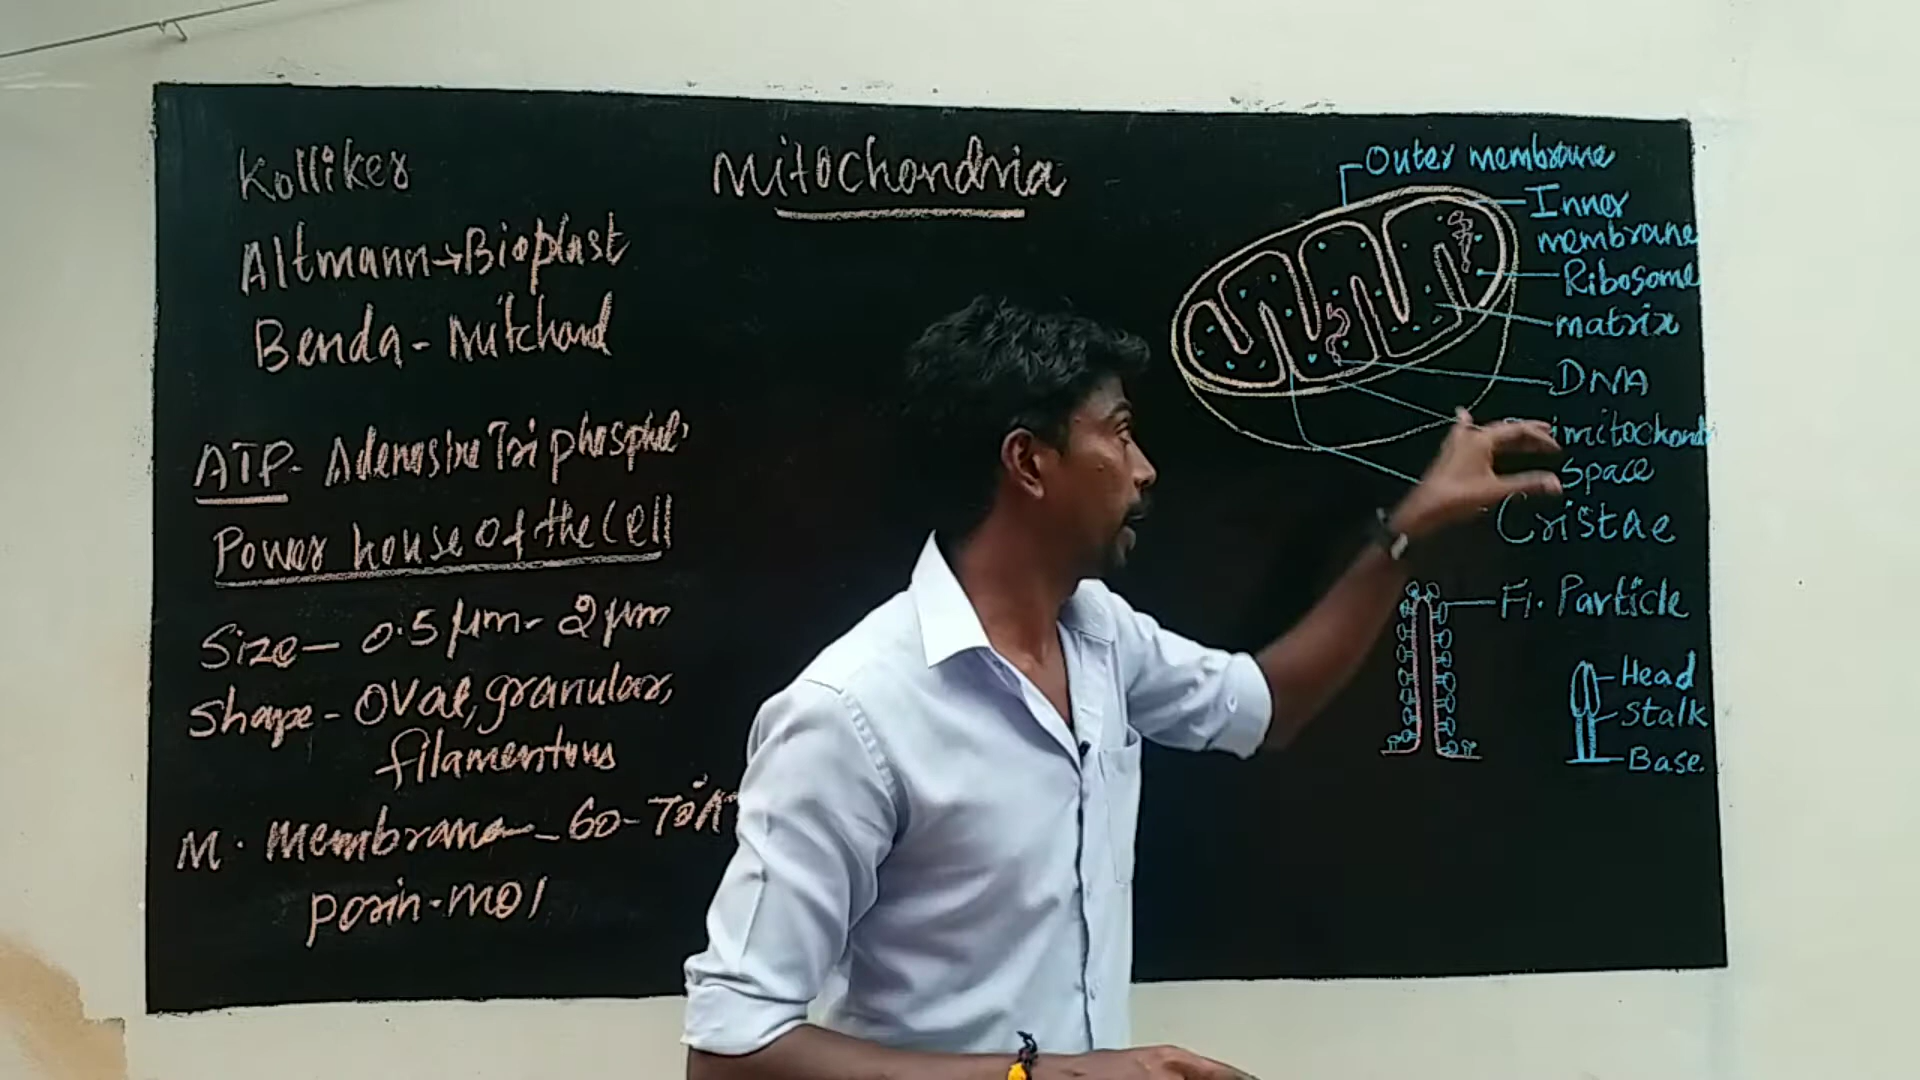 Mitochondria
Kolliker
Altmann→Bioplast
Benda - Mitchond
ATP - Adenosine Tri phosphe
Power house of the Cell
Size - 0.5 μm - 2 μm
Shape - Oval, granular,
filamentous
M. Membrane - 60-70A°
Porin-mol
Outer membrane
Inner
membrane
Ribosome
matrix
DNA
Space
Cristae
F1. Particle
Head
Stalk
Base.